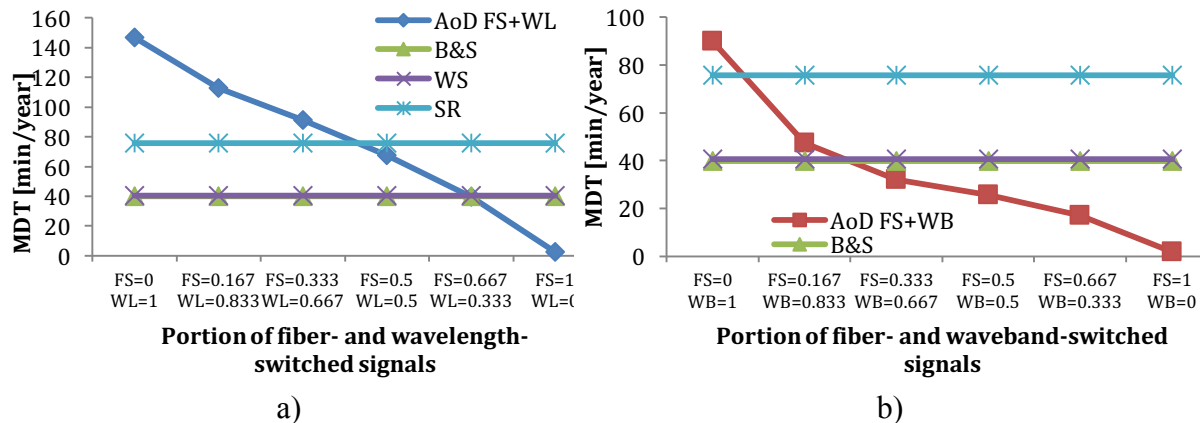 MDT [min/year]
160
140
120
100
80
60
40
20
0
AoD FS+WL
B&S
WS
SR
FS=0 FS=0.167 FS=0.333 FS=0.5 FS=0.667 FS=1
WL=1 WL=0.833 WL=0.667 WL=0.5 WL=0.333 WL=0
Portion of fiber- and wavelength-
switched signals
a)
MDT [min/year]
100
80
60
40
20
0
AoD FS+WB
B&S
FS=0 FS=0.167 FS=0.333 FS=0.5 FS=0.667 FS=1
WB=1 WB=0.833 WB=0.667 WB=0.5 WB=0.333 WB=0
Portion of fiber- and waveband-switched
signals
b)